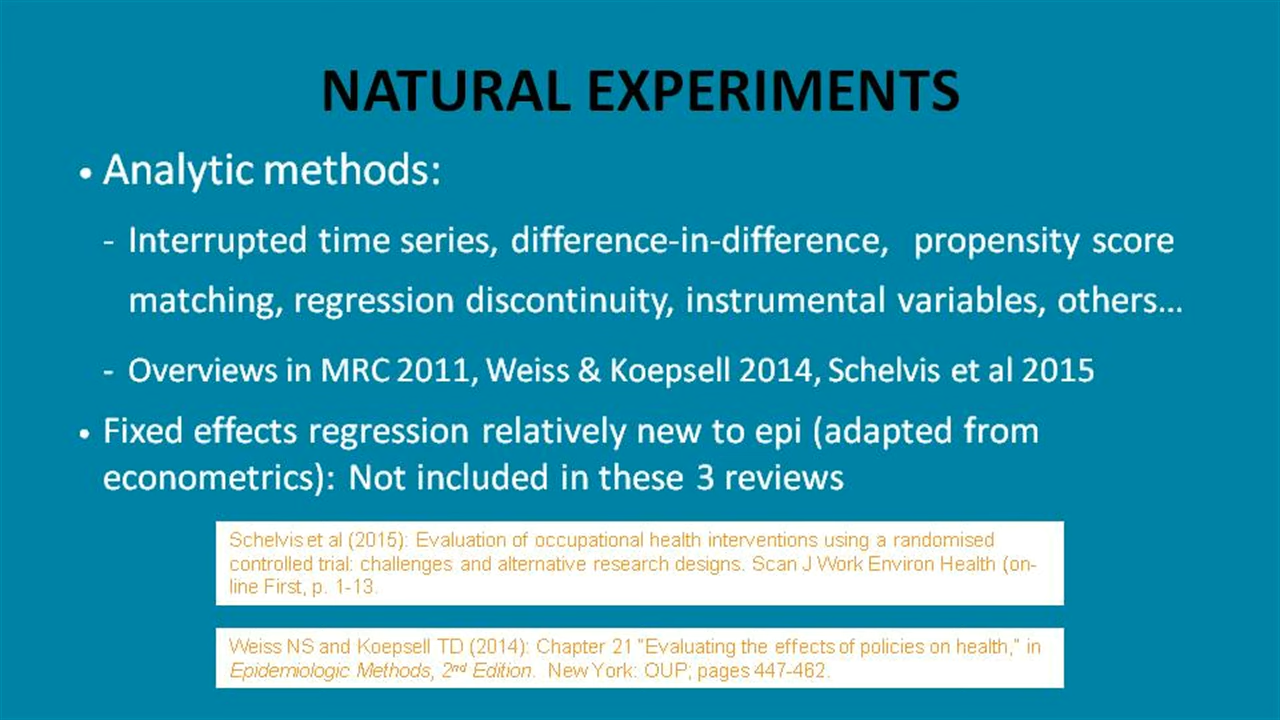 NATURAL EXPERIMENTS
• Analytic methods:
- Interrupted time series, difference-in-difference, propensity score
matching, regression discontinuity, instrumental variables, others...
- Overviews in MRC 2011, Weiss & Koepsell 2014, Schelvis et al 2015
• Fixed effects regression relatively new to epi (adapted from
econometrics): Not included in these 3 reviews
Schelvis et al (2015): Evaluation of occupational health interventions using a randomised
controlled trial: challenges and alternative research designs. Scan J Work Environ Health (on-
line First, p. 1-13.
Weiss NS and Koepsell TD (2014): Chapter 21 "Evaluating the effects of policies on health," in
Epidemiologic Methods, 2nd Edition. New York: OUP; pages 447-462.